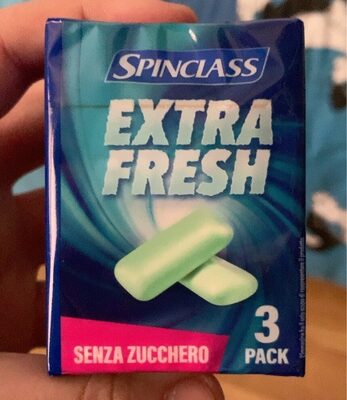 SPINCLASS
EXTRA
FRESH
3
PACK
SENZA ZUCCHERO